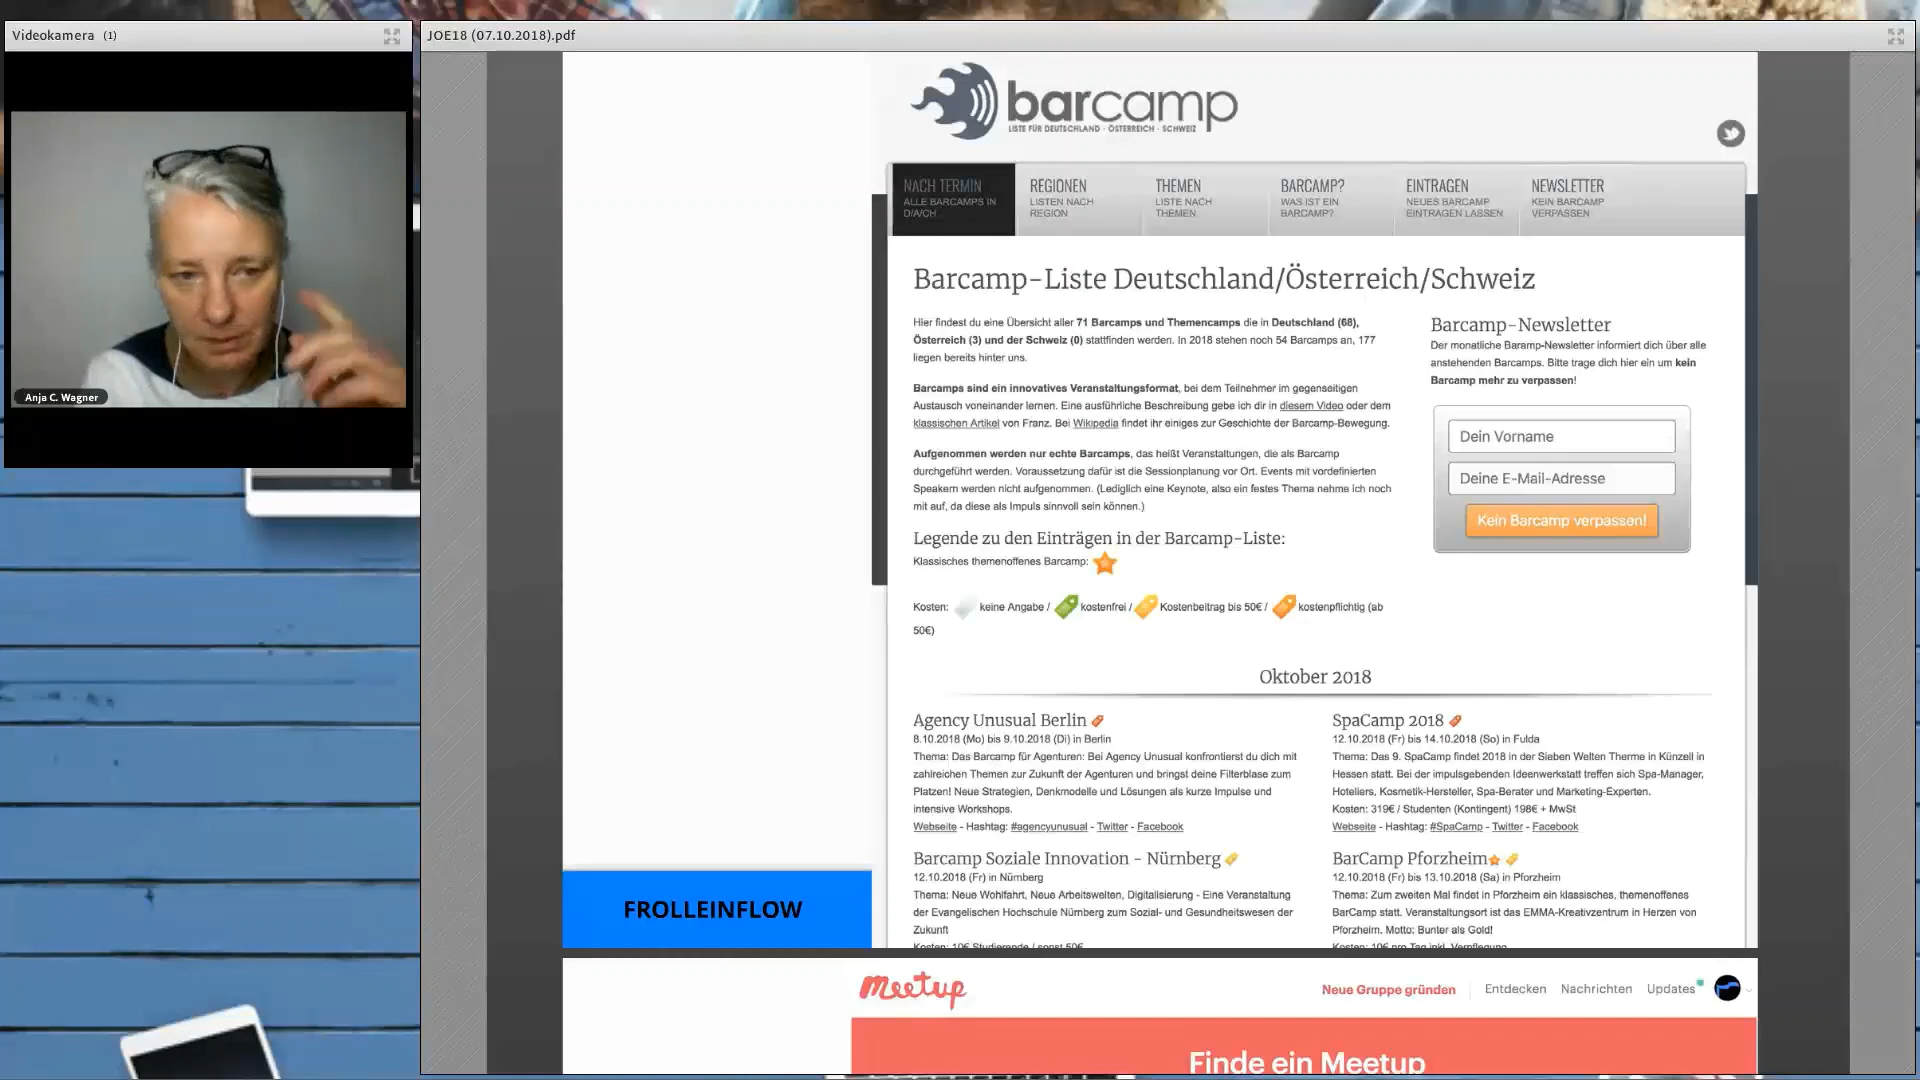 Videokamera (1)
Anja C. Wagner
JOE18 (07.10.2018).pdf
barcamp
LISTE FÜR DEUTSCHLAND · ÖSTERREICH · SCHWEIZ
NACH TERMIN
ALLE BARCAMPS IN
D/A/CH
REGIONEN
LISTEN NACH
REGION
THEMEN
LISTE NACH
THEMEN
BARCAMP?
WAS IST EIN
BARCAMP?
EINTRAGEN
NEUES BARCAMP
EINTRAGEN LASSEN
NEWSLETTER
KEIN BARCAMP
VERPASSEN
Barcamp-Liste Deutschland/Österreich/Schweiz
Hier findest du eine Übersicht aller 71 Barcamps und Themencamps die in Deutschland (68),
Österreich (3) und der Schweiz (0) stattfinden werden. In 2018 stehen noch 54 Barcamps an, 177
liegen bereits hinter uns.
Barcamps sind ein innovatives Veranstaltungsformat, bei dem Teilnehmer im gegenseitigen
Austausch voneinander lernen. Eine ausführliche Beschreibung gebe ich dir in diesem Video oder dem
klassischen Artikel von Franz. Bei Wikipedia findet ihr einiges zur Geschichte der Barcamp-Bewegung.
Aufgenommen werden nur echte Barcamps, das heißt Veranstaltungen, die als Barcamp
durchgeführt werden. Voraussetzung dafür ist die Sessionplanung vor Ort. Events mit vordefinierten
Speakern werden nicht aufgenommen. (Lediglich eine Keynote, also ein festes Thema nehme ich noch
mit auf, da diese als Impuls sinnvoll sein können.)
Legende zu den Einträgen in der Barcamp-Liste:
Klassisches themenoffenes Barcamp:
Kosten: keine Angabe / kostenfrei / Kostenbeitrag bis 50€ / kostenpflichtig (ab
50€)
Barcamp-Newsletter
Der monatliche Baramp-Newsletter informiert dich über alle
anstehenden Barcamps. Bitte trage dich hier ein um kein
Barcamp mehr zu verpassen!
Dein Vorname
Deine E-Mail-Adresse
Kein Barcamp verpassen!
Oktober 2018
Agency Unusual Berlin
8.10.2018 (Mo) bis 9.10.2018 (Di) in Berlin
Thema: Das Barcamp für Agenturen: Bei Agency Unusual konfrontierst du dich mit
zahlreichen Themen zur Zukunft der Agenturen und bringst deine Filterblase zum
Platzen! Neue Strategien, Denkmodelle und Lösungen als kurze Impulse und
intensive Workshops.
Webseite - Hashtag: #agencyunusual - Twitter - Facebook
SpaCamp 2018
12.10.2018 (Fr) bis 14.10.2018 (So) in Fulda
Thema: Das 9. SpaCamp findet 2018 in der Sieben Welten Therme in Künzell in
Hessen statt. Bei der impulsgebenden Ideenwerkstatt treffen sich Spa-Manager,
Hoteliers, Kosmetik-Hersteller, Spa-Berater und Marketing-Experten.
Kosten: 319€ / Studenten (Kontingent) 198€ + MwSt
Webseite - Hashtag: #SpaCamp - Twitter - Facebook
Barcamp Soziale Innovation - Nürnberg
12.10.2018 (Fr) in Nürnberg
Thema: Neue Wohlfahrt, Neue Arbeitswelten, Digitalisierung - Eine Veranstaltung
der Evangelischen Hochschule Nürnberg zum Sozial- und Gesundheitswesen der
Zukunft
Kosten: 10€ Studierende / sonst 50€
BarCamp Pforzheim
12.10.2018 (Fr) bis 13.10.2018 (Sa) in Pforzheim
Thema: Zum zweiten Mal findet in Pforzheim ein klassisches, themenoffenes
BarCamp statt. Veranstaltungsort ist das EMMA-Kreativzentrum in Herzen von
Pforzheim. Motto: Bunter als Gold!
Kosten: 10€ pro Tag inkl. Verpflegung
FROLLEINFLOW
Meetup
Neue Gruppe gründen
Entdecken
Nachrichten
Updates
Finde ein Meetup